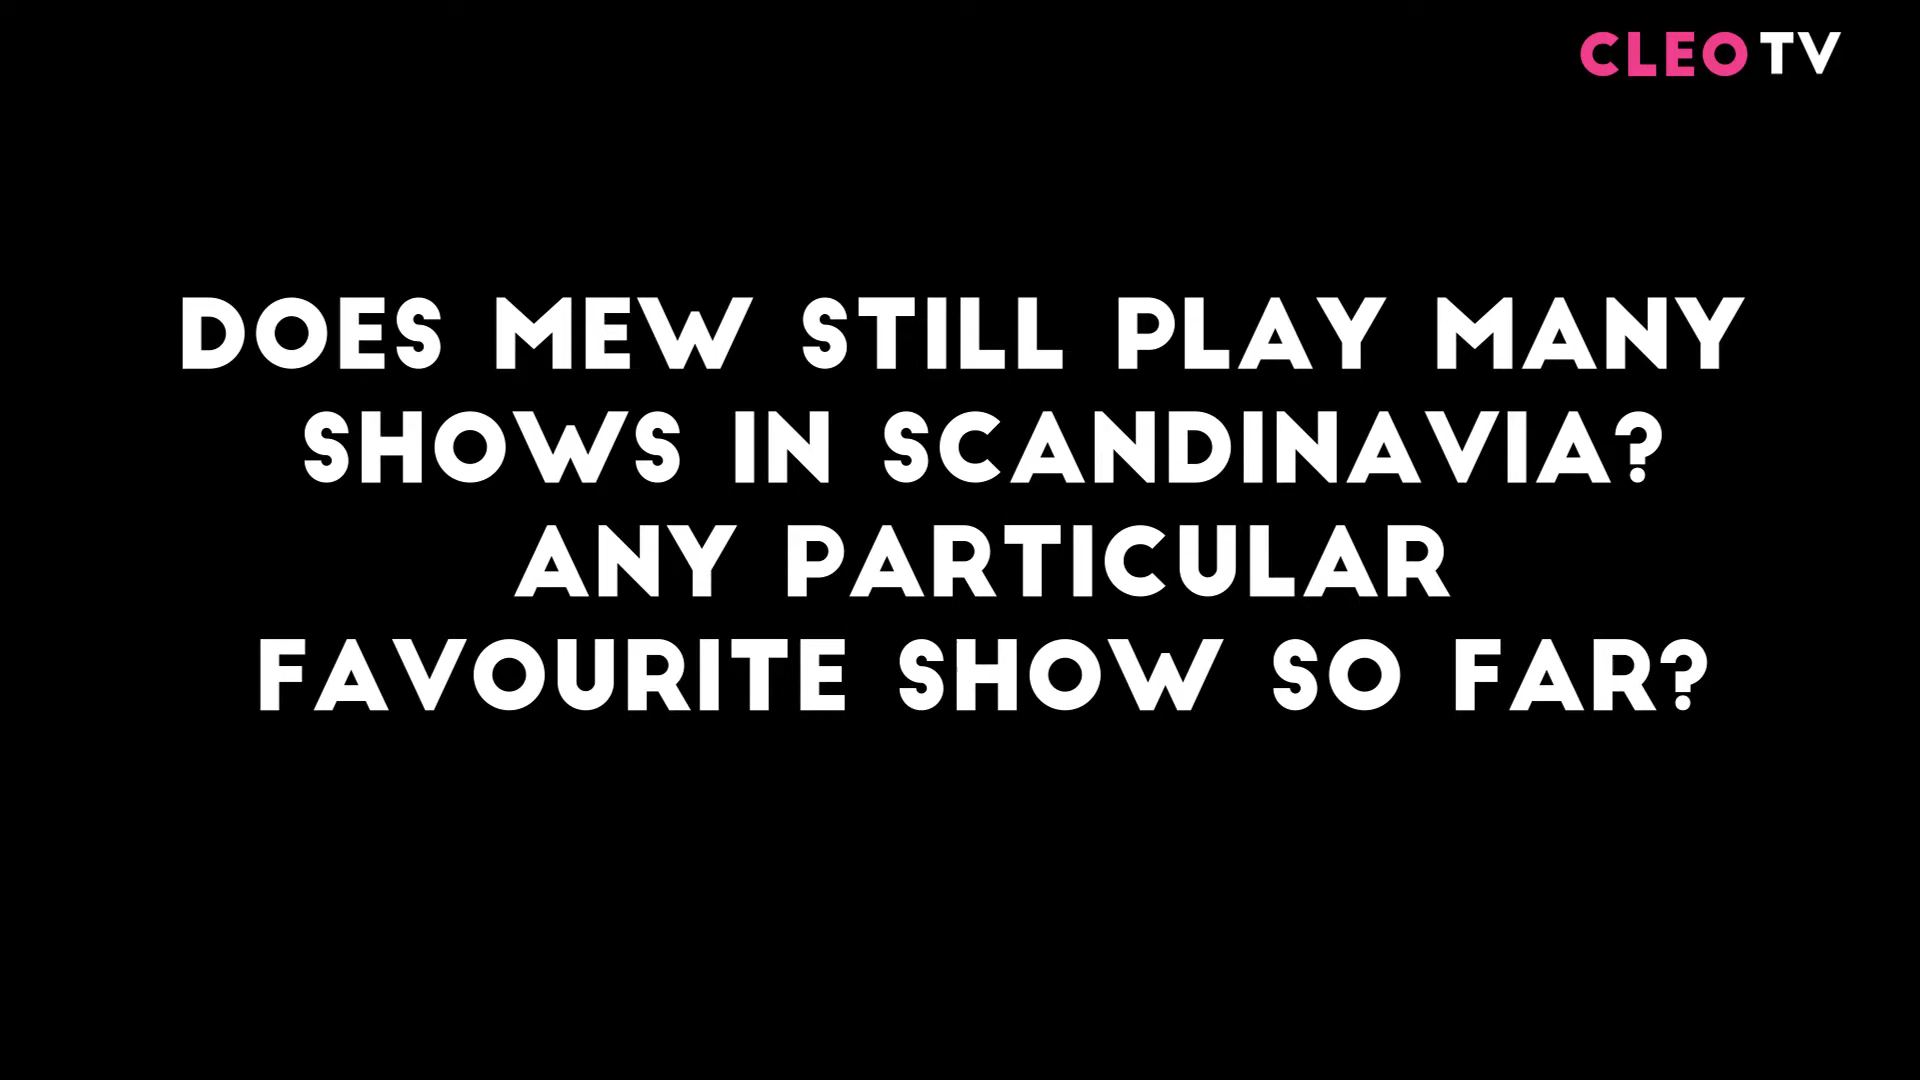 CLEO TV
DOES MEW STILL PLAY MANY
SHOWS IN SCANDINAVIA?
ANY PARTICULAR
FAVOURITE SHOW SO FAR?